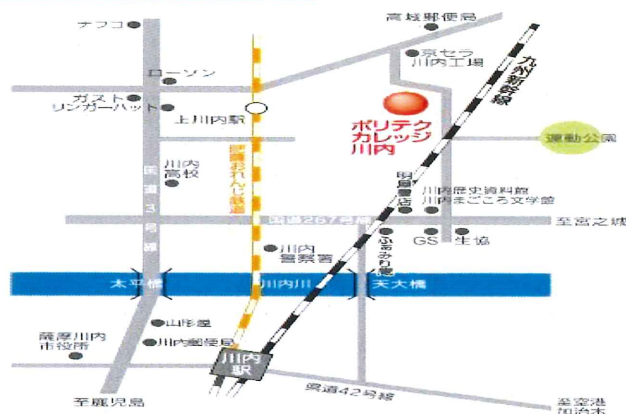 ナフコ
高城郵便局
京セラ
川内工場
九州新幹線
ローソン
ガスト
リンガーハット
上川内駅
ポリテク
カレッジ
川内
運動公園
川内
高校
国道3号線
肥薩おれんじ鉄道
明屋書店
川内歴史資料館
川内まごころ文学館
国道267号線
至宮之城
川内
警察署
ふぁみり庵
GS
生協
太平橋
川内川
天大橋
山形屋
薩摩川内
市役所
川内郵便局
川内
駅
県道42号線
至鹿児島
至空港
加治木